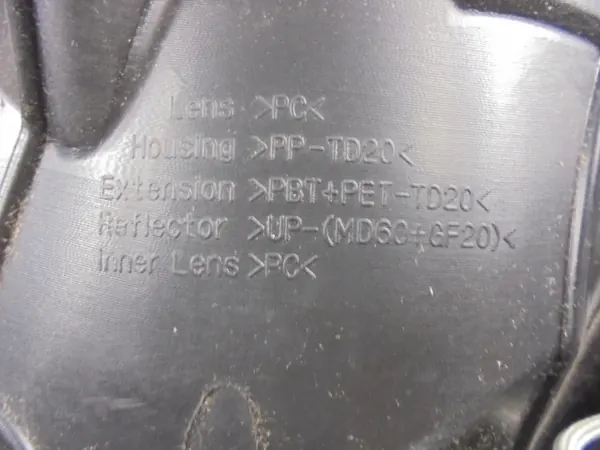 Lens >PC<
Housing >PP-TD20<
Extension >PBT+PET-TD20<
Reflector >UP-(MD60+GF20)<
Inner Lens >PC<